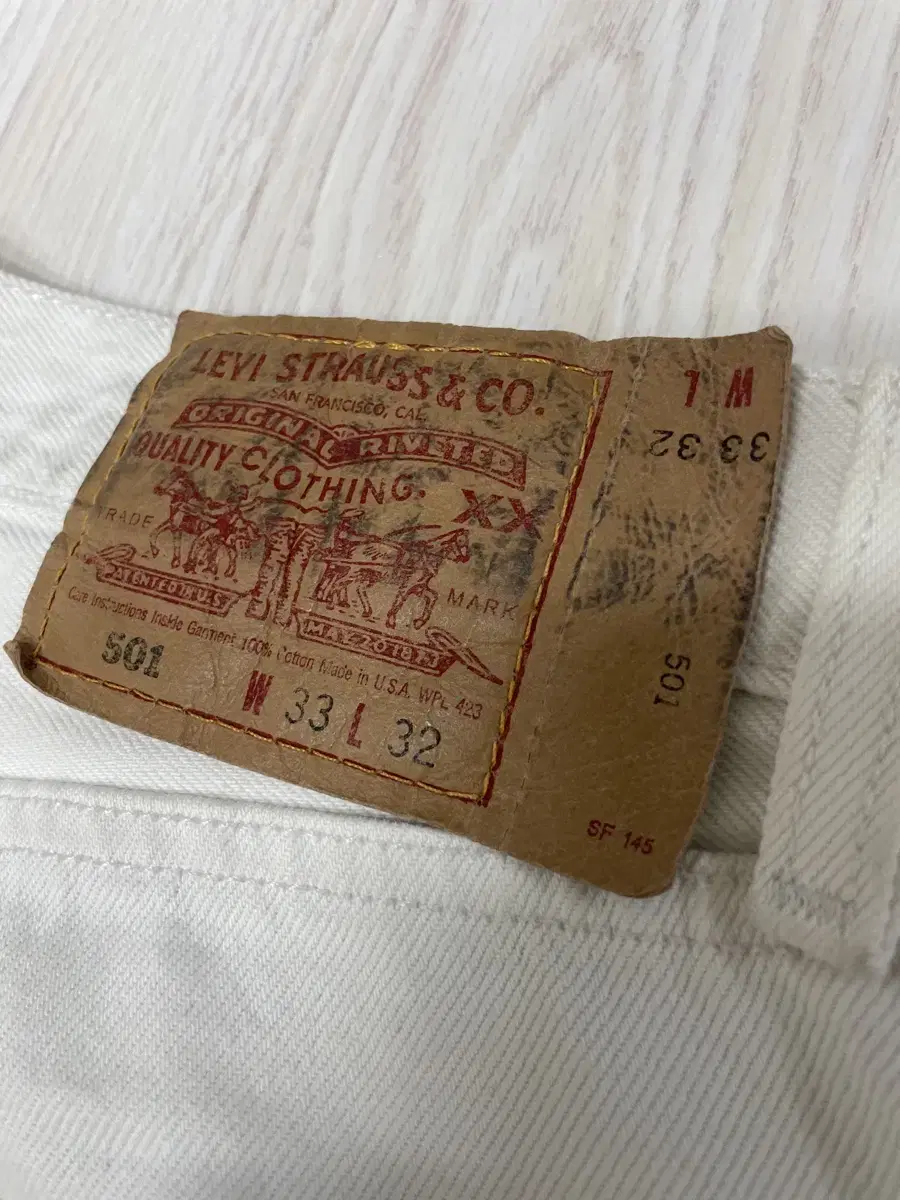 LEVI STRAUSS & CO.
SAN FRANCISCO, CAL.
ORIGINAL RIVETED
QUALITY CLOTHING.
XX
TRADE MARK
PATENTED IN U.S.
MAY 20 1873
Care Instructions Inside Garment 100% Cotton Made in U.S.A. WPL 423
501
W 33 L 32
W L
33 32
501
SF 145